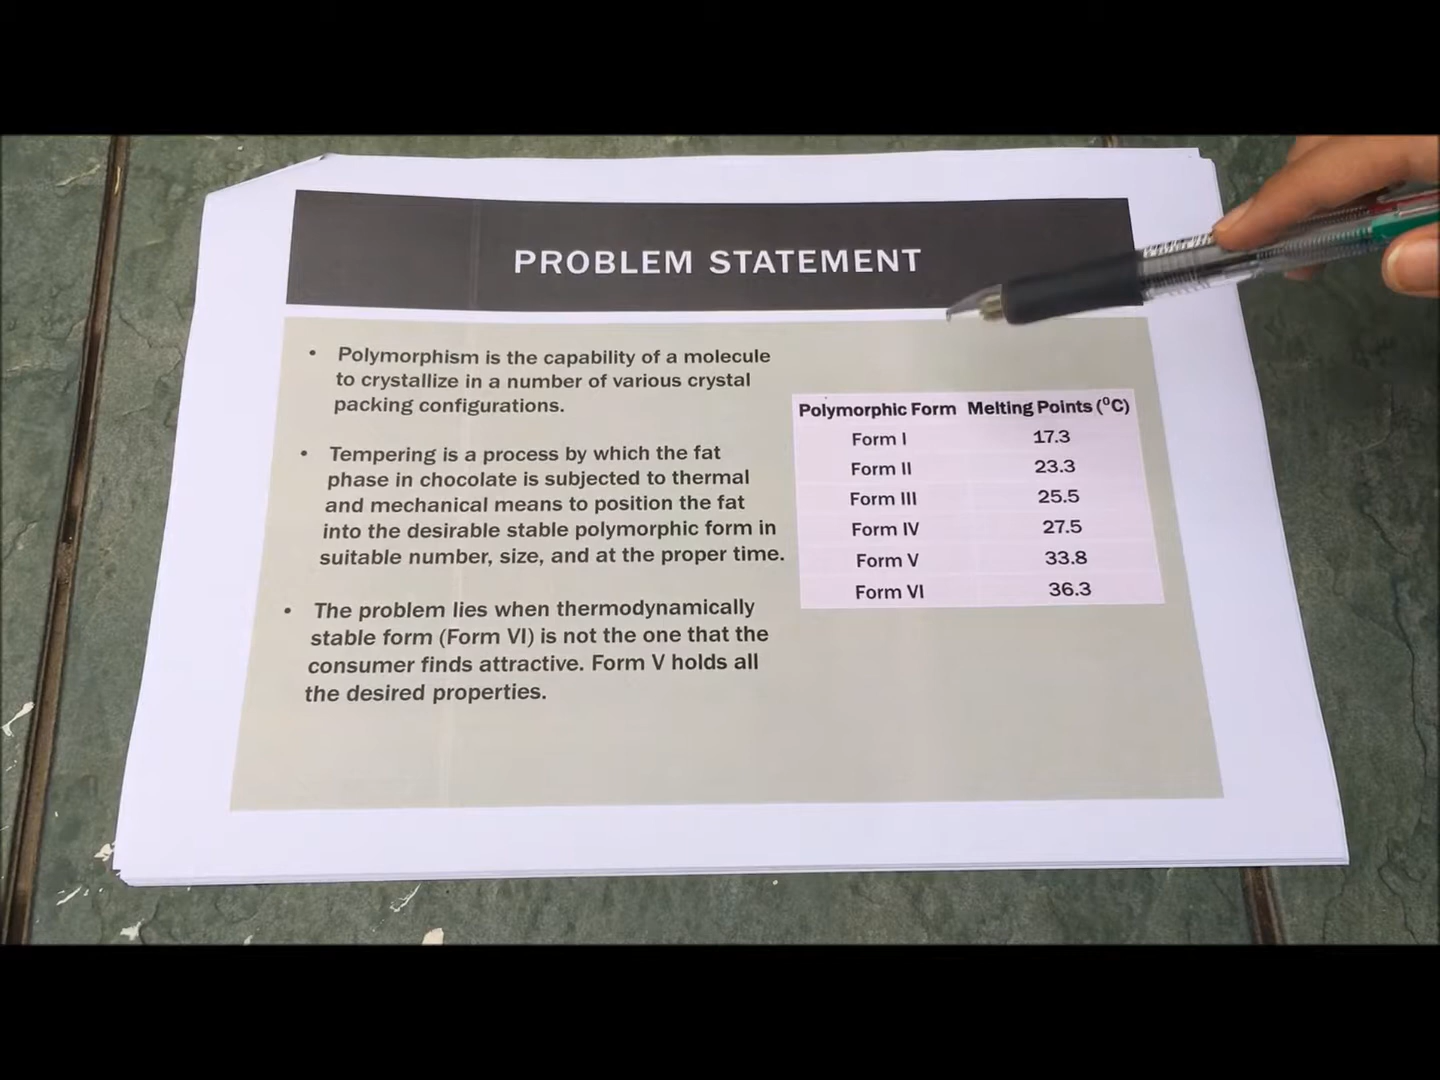 PROBLEM STATEMENT
• Polymorphism is the capability of a molecule
to crystallize in a number of various crystal
packing configurations.
• Tempering is a process by which the fat
phase in chocolate is subjected to thermal
and mechanical means to position the fat
into the desirable stable polymorphic form in
suitable number, size, and at the proper time.
• The problem lies when thermodynamically
stable form (Form VI) is not the one that the
consumer finds attractive. Form V holds all
the desired properties.
Polymorphic Form Melting Points (⁰C)
Form I 17.3
Form II 23.3
Form III 25.5
Form IV 27.5
Form V 33.8
Form VI 36.3